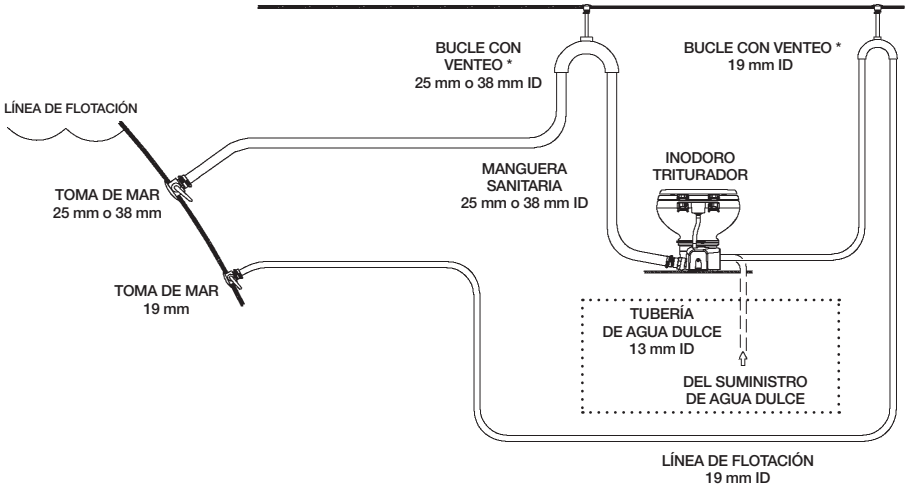 BUCLE CON
VENTEO *
25 mm o 38 mm ID
BUCLE CON VENTEO *
19 mm ID
LÍNEA DE FLOTACIÓN
TOMA DE MAR
25 mm o 38 mm
MANGUERA
SANITARIA
25 mm o 38 mm ID
INODORO
TRITURADOR
TOMA DE MAR
19 mm
TUBERÍA
DE AGUA DULCE
13 mm ID
DEL SUMINISTRO
DE AGUA DULCE
LÍNEA DE FLOTACIÓN
19 mm ID